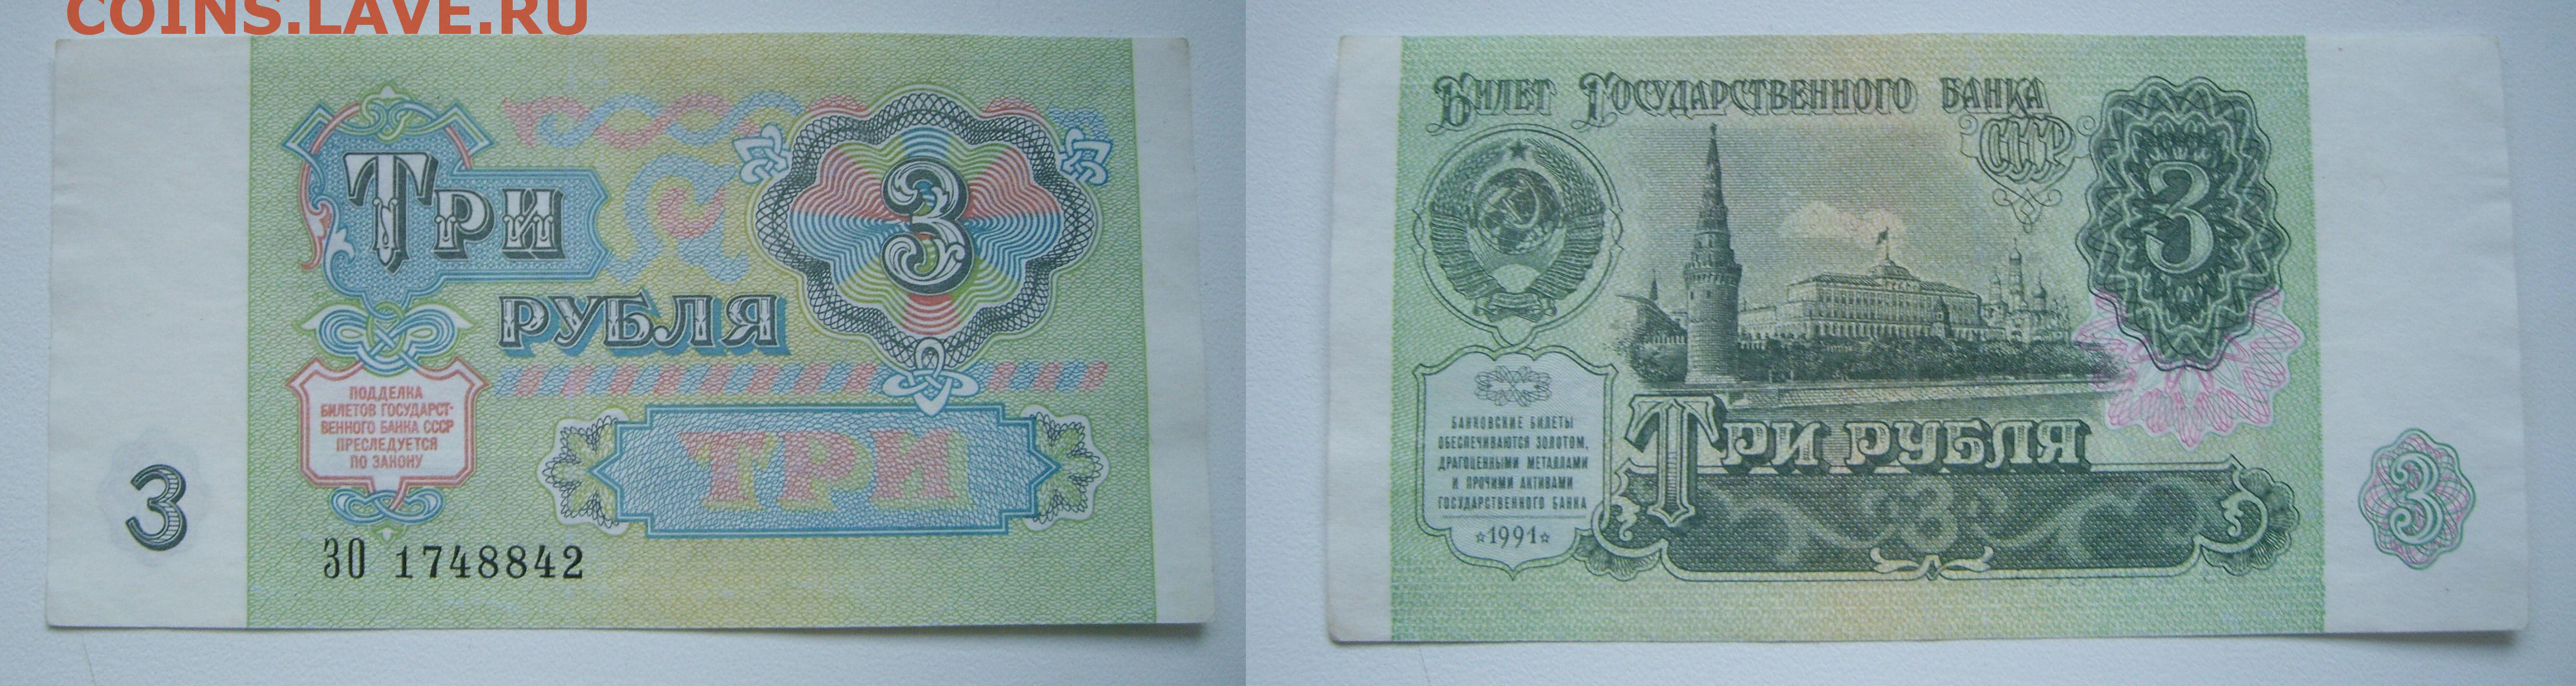 COINS.LAVE.RU
ТРИ
РУБЛЯ
3
ПОДДЕЛКА
БИЛЕТОВ ГОСУДАРСТ-
ВЕННОГО БАНКА СССР
ПРЕСЛЕДУЕТСЯ
ПО ЗАКОНУ
ТРИ
3
ЗО 1748842
БИЛЕТ ГОСУДАРСТВЕННОГО БАНКА
СССР
3
БАНКОВСКИЕ БИЛЕТЫ
ОБЕСПЕЧИВАЮТСЯ ЗОЛОТОМ,
ДРАГОЦЕННЫМИ МЕТАЛЛАМИ
И ПРОЧИМИ АКТИВАМИ
ГОСУДАРСТВЕННОГО БАНКА
☆1991☆
ТРИ РУБЛЯ
3